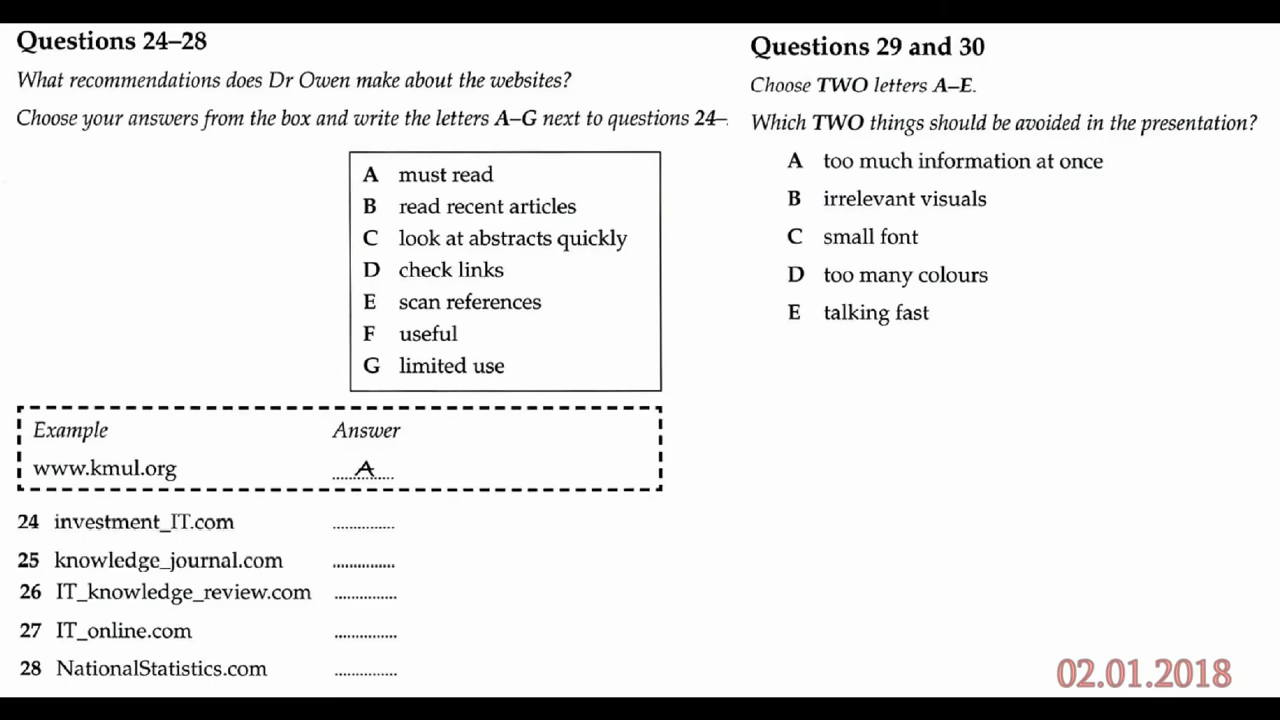 Questions 24–28
What recommendations does Dr Owen make about the websites?
Choose your answers from the box and write the letters A–G next to questions 24–
A must read
B read recent articles
C look at abstracts quickly
D check links
E scan references
F useful
G limited use
Example Answer
www.kmul.org ........A........
24 investment_IT.com ...............
25 knowledge_journal.com ...............
26 IT_knowledge_review.com ...............
27 IT_online.com ...............
28 NationalStatistics.com ...............
Questions 29 and 30
Choose TWO letters A–E.
Which TWO things should be avoided in the presentation?
A too much information at once
B irrelevant visuals
C small font
D too many colours
E talking fast
02.01.2018